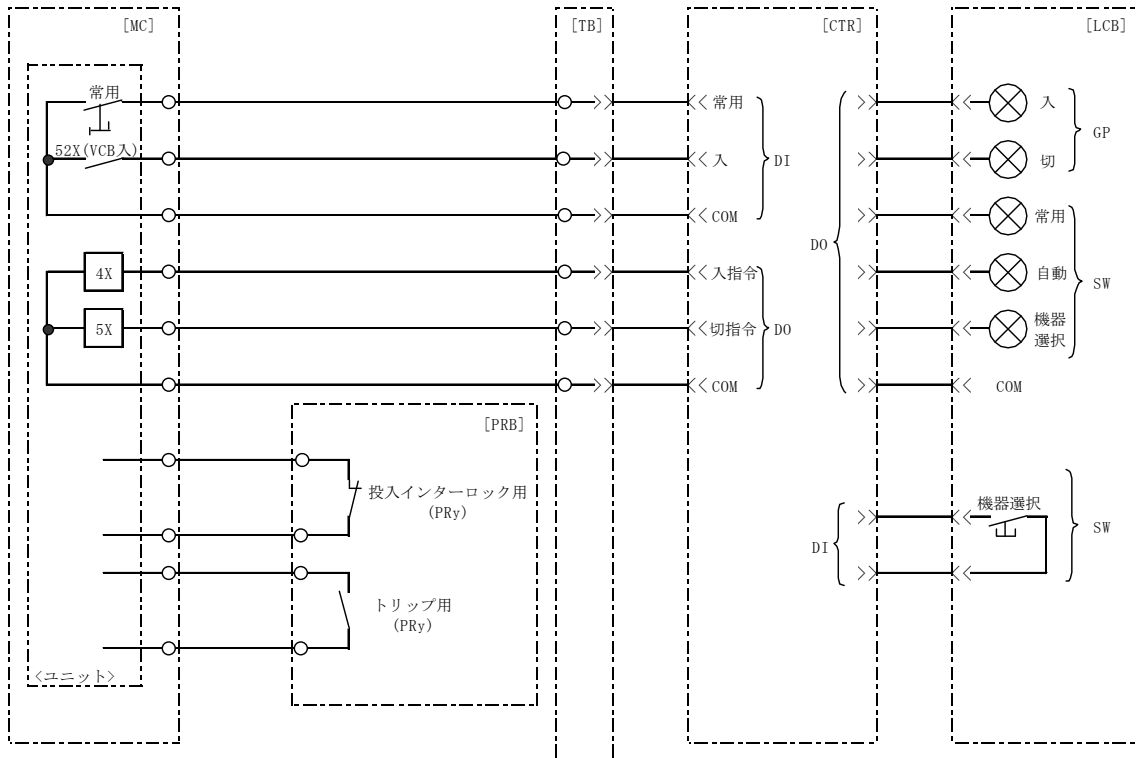 [MC]
[TB]
[CTR]
[LCB]
常用
常用
入
52X(VCB入)
入
DI
切
GP
COM
DO
常用
4X
入指令
自動
SW
5X
切指令
DO
機器
選択
COM
COM
[PRB]
投入インターロック用
(PRy)
機器選択
DI
SW
トリップ用
(PRy)
<ユニット>